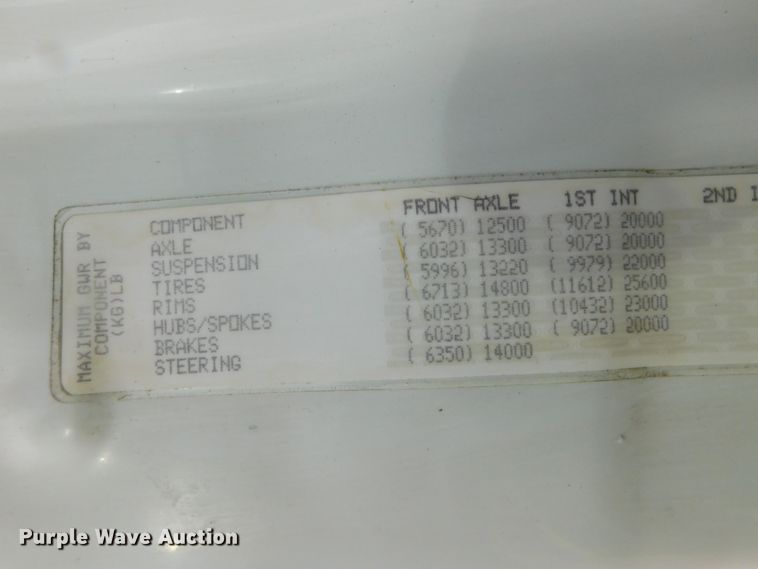 MAXIMUM GWR BY
COMPONENT
(KG)LB
COMPONENT FRONT AXLE 1ST INT 2ND I
AXLE ( 5670) 12500 ( 9072) 20000
SUSPENSION ( 6032) 13300 ( 9072) 20000
TIRES ( 5996) 13220 ( 9979) 22000
RIMS ( 6713) 14800 (11612) 25600
HUBS/SPOKES ( 6032) 13300 (10432) 23000
BRAKES ( 6032) 13300 ( 9072) 20000
STEERING ( 6350) 14000
Purple Wave Auction